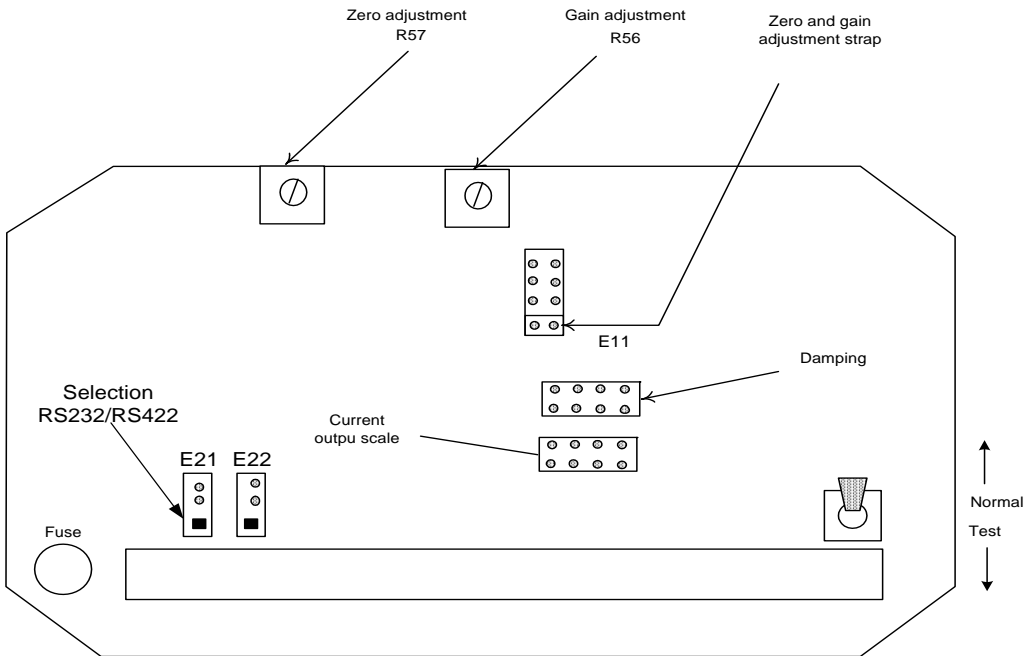 Zero adjustment
R57
Gain adjustment
R56
Zero and gain
adjustment strap
E11
Damping
Selection
RS232/RS422
Current
outpu scale
E21 E22
Normal
Fuse
Test